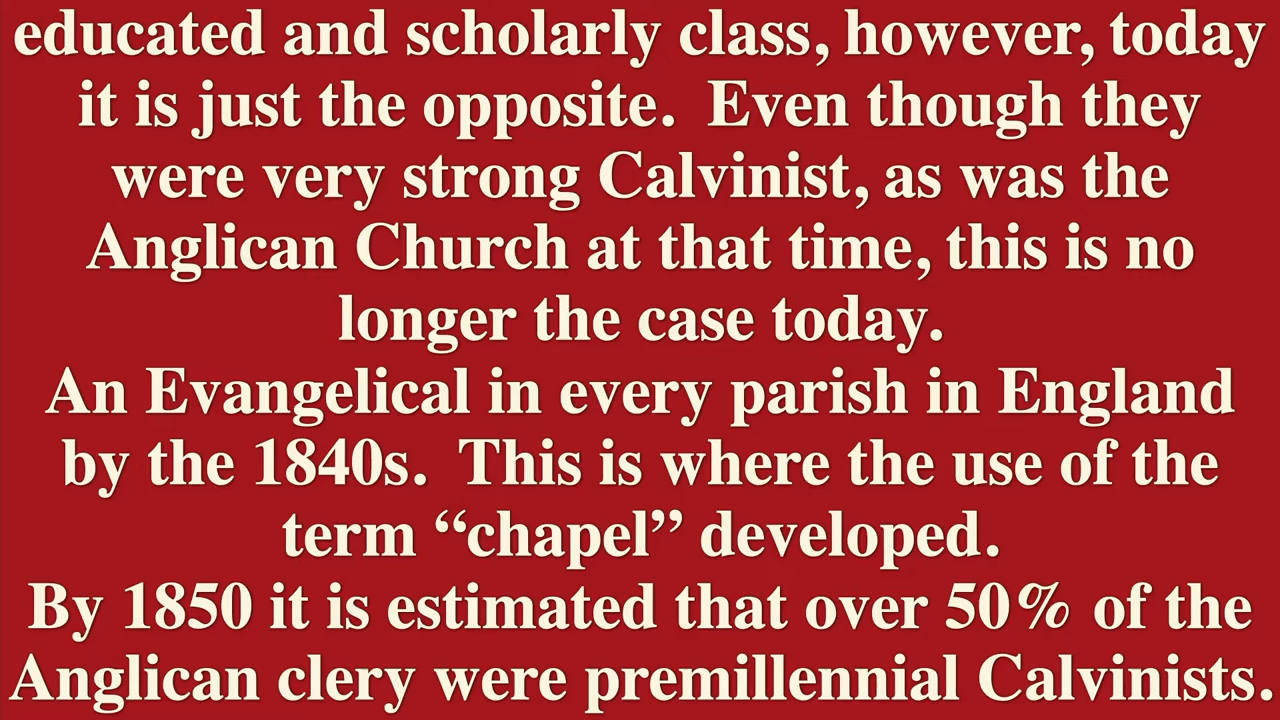 educated and scholarly class, however, today
it is just the opposite.  Even though they
were very strong Calvinist, as was the
Anglican Church at that time, this is no
longer the case today.
An Evangelical in every parish in England
by the 1840s.  This is where the use of the
term “chapel” developed.
By 1850 it is estimated that over 50% of the
Anglican clery were premillennial Calvinists.